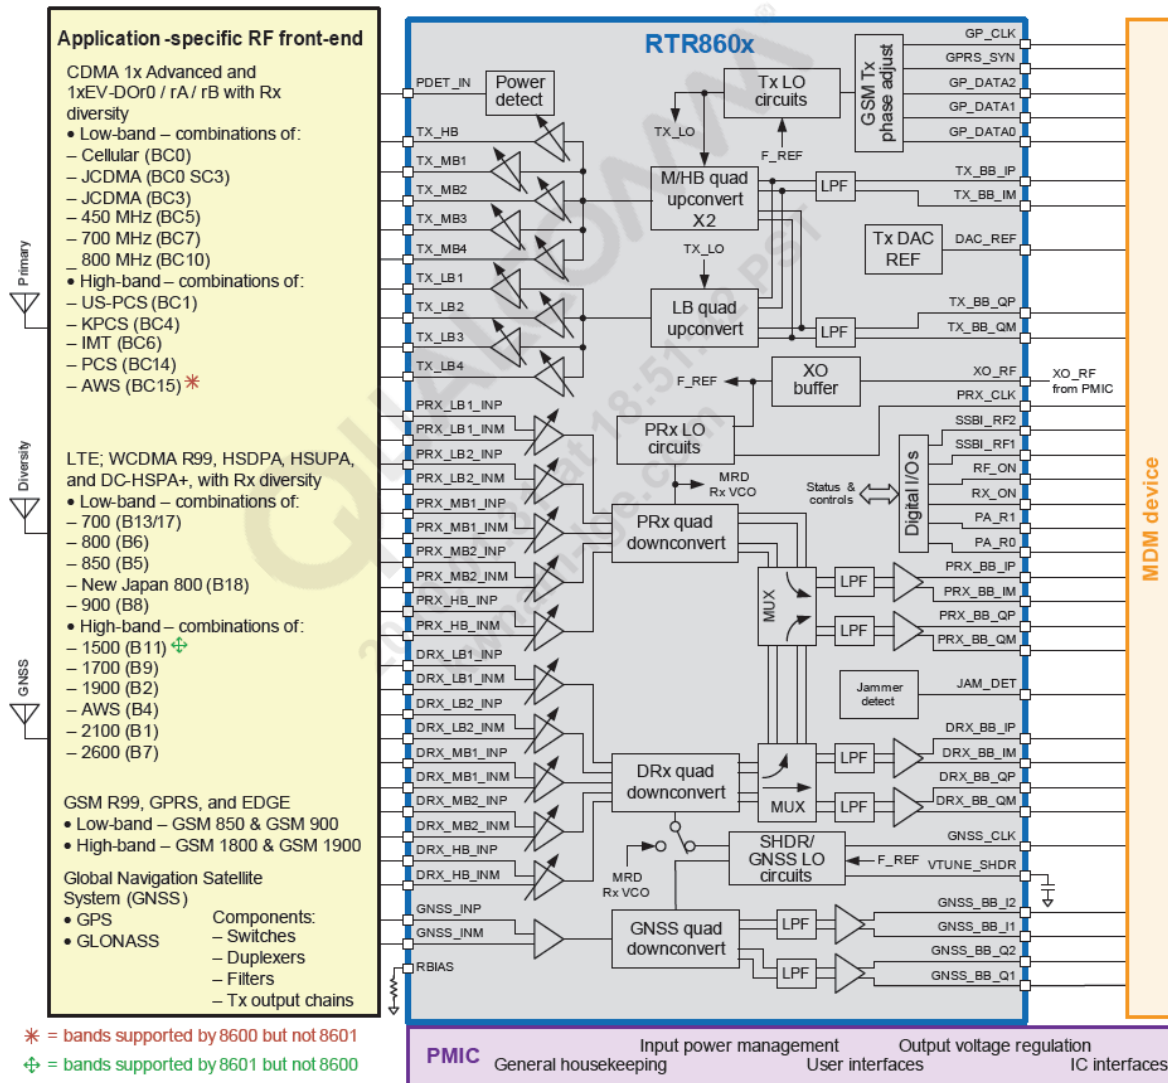 Application -specific RF front-end
CDMA 1x Advanced and
1xEV-DOr0 / rA / rB with Rx
diversity
• Low-band – combinations of:
– Cellular (BC0)
– JCDMA (BC0 SC3)
– JCDMA (BC3)
– 450 MHz (BC5)
– 700 MHz (BC7)
– 800 MHz (BC10)
• High-band – combinations of:
– US-PCS (BC1)
– KPCS (BC4)
– IMT (BC6)
– PCS (BC14)
– AWS (BC15)
LTE; WCDMA R99, HSDPA, HSUPA,
and DC-HSPA+, with Rx diversity
• Low-band – combinations of:
– 700 (B13/17)
– 800 (B6)
– 850 (B5)
– New Japan 800 (B18)
– 900 (B8)
• High-band – combinations of:
– 1500 (B11)
– 1700 (B9)
– 1900 (B2)
– AWS (B4)
– 2100 (B1)
– 2600 (B7)
GSM R99, GPRS, and EDGE
• Low-band – GSM 850 & GSM 900
• High-band – GSM 1800 & GSM 1900
Global Navigation Satellite
System (GNSS)
• GPS
• GLONASS
Components:
– Switches
– Duplexers
– Filters
– Tx output chains
Primary
Diversity
GNSS
= bands supported by 8600 but not 8601
= bands supported by 8601 but not 8600
RTR860x
PDET_IN
TX_HB
TX_MB1
TX_MB2
TX_MB3
TX_MB4
TX_LB1
TX_LB2
TX_LB3
TX_LB4
PRX_LB1_INP
PRX_LB1_INM
PRX_LB2_INP
PRX_LB2_INM
PRX_MB1_INP
PRX_MB1_INM
PRX_MB2_INP
PRX_MB2_INM
PRX_HB_INP
PRX_HB_INM
DRX_LB1_INP
DRX_LB1_INM
DRX_LB2_INP
DRX_LB2_INM
DRX_MB1_INP
DRX_MB1_INM
DRX_MB2_INP
DRX_MB2_INM
DRX_HB_INP
DRX_HB_INM
GNSS_INP
GNSS_INM
RBIAS
Power
detect
Tx LO
circuits
TX_LO
F_REF
GSM Tx
phase adjust
M/HB quad
upconvert
X2
LPF
Tx DAC
REF
TX_LO
LB quad
upconvert
LPF
F_REF
XO
buffer
PRx LO
circuits
MRD
Rx VCO
Status &
controls
Digital I/Os
PRx quad
downconvert
MUX
LPF
LPF
Jammer
detect
DRx quad
downconvert
MUX
LPF
LPF
MRD
Rx VCO
SHDR/
GNSS LO
circuits
F_REF
GNSS quad
downconvert
LPF
LPF
GP_CLK
GPRS_SYN
GP_DATA2
GP_DATA1
GP_DATA0
TX_BB_IP
TX_BB_IM
DAC_REF
TX_BB_QP
TX_BB_QM
XO_RF
XO_RF
from PMIC
PRX_CLK
SSBI_RF2
SSBI_RF1
RF_ON
RX_ON
PA_R1
PA_R0
PRX_BB_IP
PRX_BB_IM
PRX_BB_QP
PRX_BB_QM
JAM_DET
DRX_BB_IP
DRX_BB_IM
DRX_BB_QP
DRX_BB_QM
GNSS_CLK
VTUNE_SHDR
GNSS_BB_I2
GNSS_BB_I1
GNSS_BB_Q2
GNSS_BB_Q1
MDM device
PMIC
Input power management
Output voltage regulation
General housekeeping
User interfaces
IC interfaces
QUALCOMM